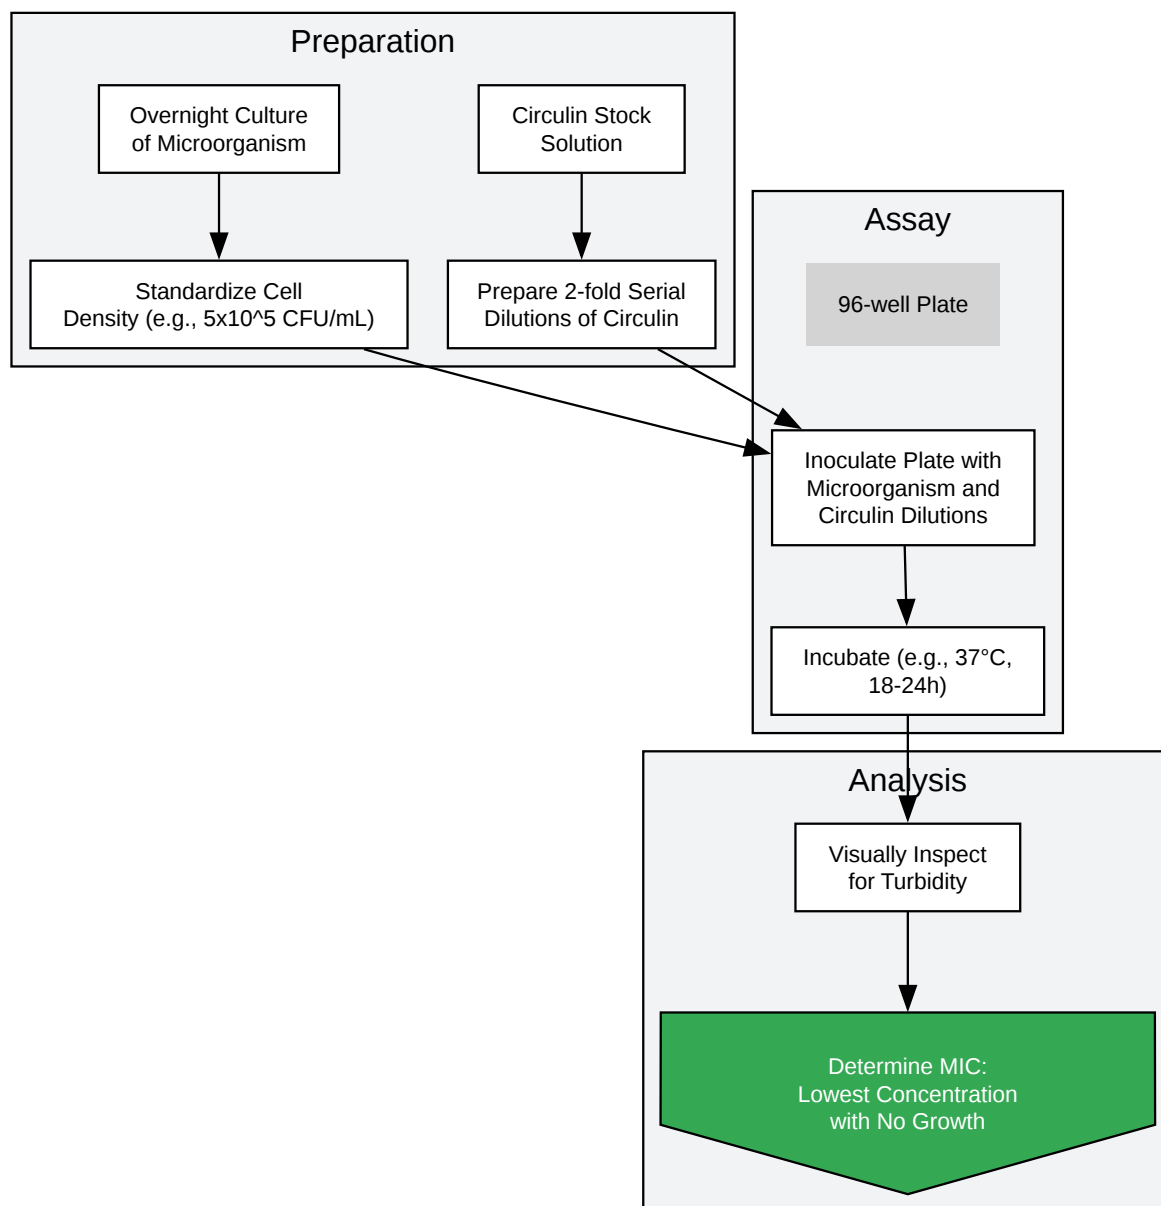 Preparation
Overnight Culture
of Microorganism
Circulin Stock
Solution
Standardize Cell
Density (e.g., 5x10^5 CFU/mL)
Prepare 2-fold Serial
Dilutions of Circulin
Assay
96-well Plate
Inoculate Plate with
Microorganism and
Circulin Dilutions
Incubate (e.g., 37°C,
18-24h)
Analysis
Visually Inspect
for Turbidity
Determine MIC:
Lowest Concentration
with No Growth